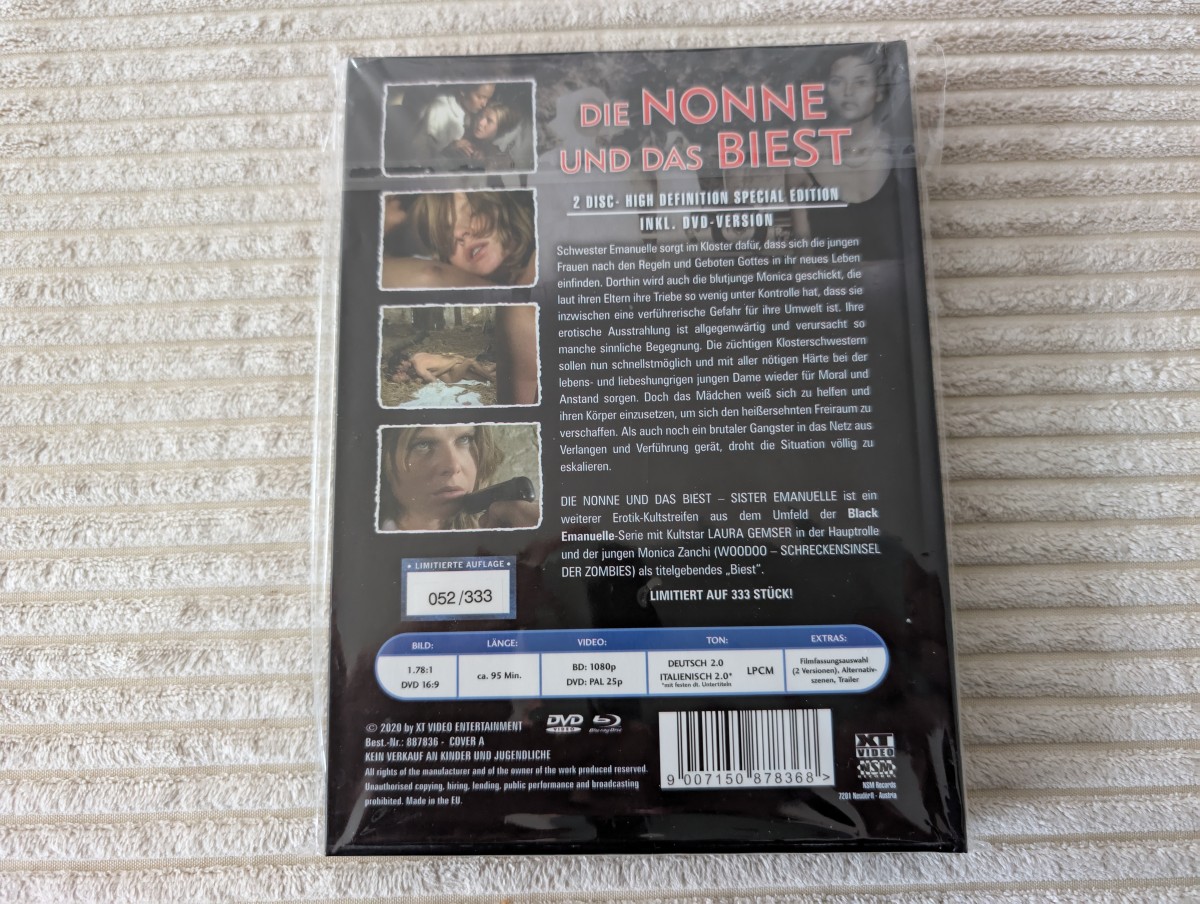 DIE NONNE
UND DAS BIEST
2 DISC- HIGH DEFINITION SPECIAL EDITION
INKL. DVD-VERSION
Schwester Emanuelle sorgt im Kloster dafür, dass sich die jungen
Frauen nach den Regeln und Geboten Gottes in ihr neues Leben
einfinden. Dorthin wird auch die blutjunge Monica geschickt, die
laut ihren Eltern ihre Triebe so wenig unter Kontrolle hat, dass sie
inzwischen eine verführerische Gefahr für ihre Umwelt ist. Ihre
erotische Ausstrahlung ist allgegenwärtig und verursacht so
manche sinnliche Begegnung. Die züchtigen Klosterschwestern
sollen nun schnellstmöglich und mit aller nötigen Härte bei der
lebens- und liebeshungrigen jungen Dame wieder für Moral und
Anstand sorgen. Doch das Mädchen weiß sich zu helfen und
ihren Körper einzusetzen, um sich den heißersehnten Freiraum zu
verschaffen. Als auch noch ein brutaler Gangster in das Netz aus
Verlangen und Verführung gerät, droht die Situation völlig zu
eskalieren.
DIE NONNE UND DAS BIEST – SISTER EMANUELLE ist ein
weiterer Erotik-Kultstreifen aus dem Umfeld der Black
Emanuelle-Serie mit Kultstar LAURA GEMSER in der Hauptrolle
und der jungen Monica Zanchi (WOODOO – SCHRECKENSINSEL
DER ZOMBIES) als titelgebendes „Biest".
LIMITIERT AUF 333 STÜCK!
• LIMITIERTE AUFLAGE •
052 /333
BILD:
1.78:1
DVD 16:9
LÄNGE:
ca. 95 Min.
VIDEO:
BD: 1080p
DVD: PAL 25p
TON:
DEUTSCH 2.0
ITALIENISCH 2.0*
*mit festen dt. Untertiteln
LPCM
EXTRAS:
Filmfassungsauswahl
(2 Versionen), Alternativ-
szenen, Trailer
© 2020 by XT VIDEO ENTERTAINMENT
Best.-Nr.: 887836 - COVER A
KEIN VERKAUF AN KINDER UND JUGENDLICHE
All rights of the manufacturer and of the owner of the work produced reserved.
Unauthorised copying, hiring, lending, public performance and broadcasting
prohibited. Made in the EU.
DVD
VIDEO
Blu-ray Disc
9 007150 878368 >
XT
VIDEO
NSM
NSM Records
7201 Neudörfl - Austria